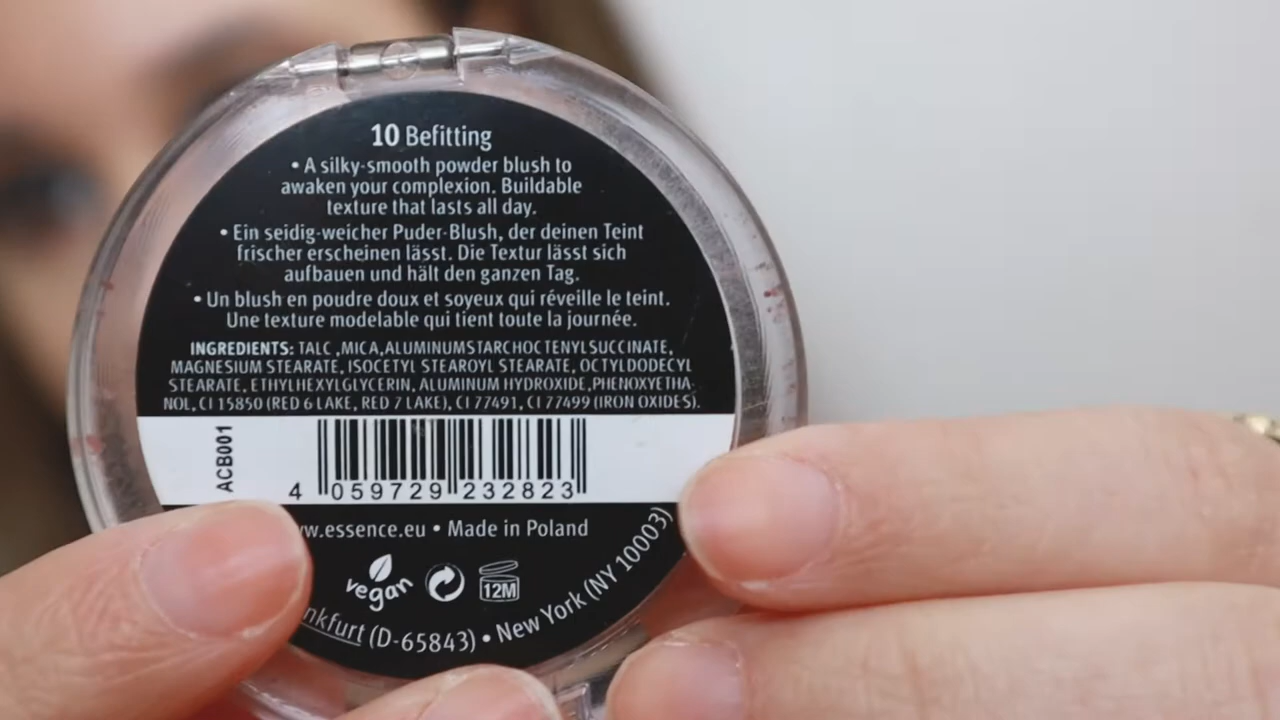 10 Befitting
• A silky-smooth powder blush to
awaken your complexion. Buildable
texture that lasts all day.
• Ein seidig-weicher Puder-Blush, der deinen Teint
frischer erscheinen lässt. Die Textur lässt sich
aufbauen und hält den ganzen Tag.
• Un blush en poudre doux et soyeux qui réveille le teint.
Une texture modelable qui tient toute la journée.
INGREDIENTS: TALC ,MICA,ALUMINUMSTARCHOCTENYLSUCCINATE,
MAGNESIUM STEARATE, ISOCETYL STEAROYL STEARATE, OCTYLDODECYL
STEARATE, ETHYLHEXYLGLYCERIN, ALUMINUM HYDROXIDE,PHENOXYETHA-
NOL, CI 15850 (RED 6 LAKE, RED 7 LAKE), CI 77491, CI 77499 (IRON OXIDES).
ACB001
4 059729 232823
w.essence.eu • Made in Poland
vegan
12M
nkfurt (D-65843) • New York (NY 10003)